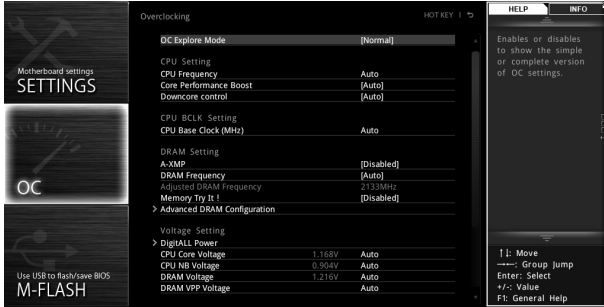 Overclocking
HOT KEY |
HELP
INFO
Motherboard settings
SETTINGS
OC
Use USB to flash/save BIOS
M-FLASH
OC Explore Mode [Normal]
CPU Setting
CPU Frequency Auto
Core Performance Boost [Auto]
Downcore control [Auto]
CPU BCLK Setting
CPU Base Clock (MHz) Auto
DRAM Setting
A-XMP [Disabled]
DRAM Frequency [Auto]
Adjusted DRAM Frequency 2133MHz
Memory Try It ! [Disabled]
> Advanced DRAM Configuration
Voltage Setting
> DigitALL Power
CPU Core Voltage 1.168V Auto
CPU NB Voltage 0.904V Auto
DRAM Voltage 1.216V Auto
DRAM VPP Voltage Auto
Enables or disables
to show the simple
or complete version
of OC settings.
↑↓: Move
→←: Group Jump
Enter: Select
+/-: Value
F1: General Help